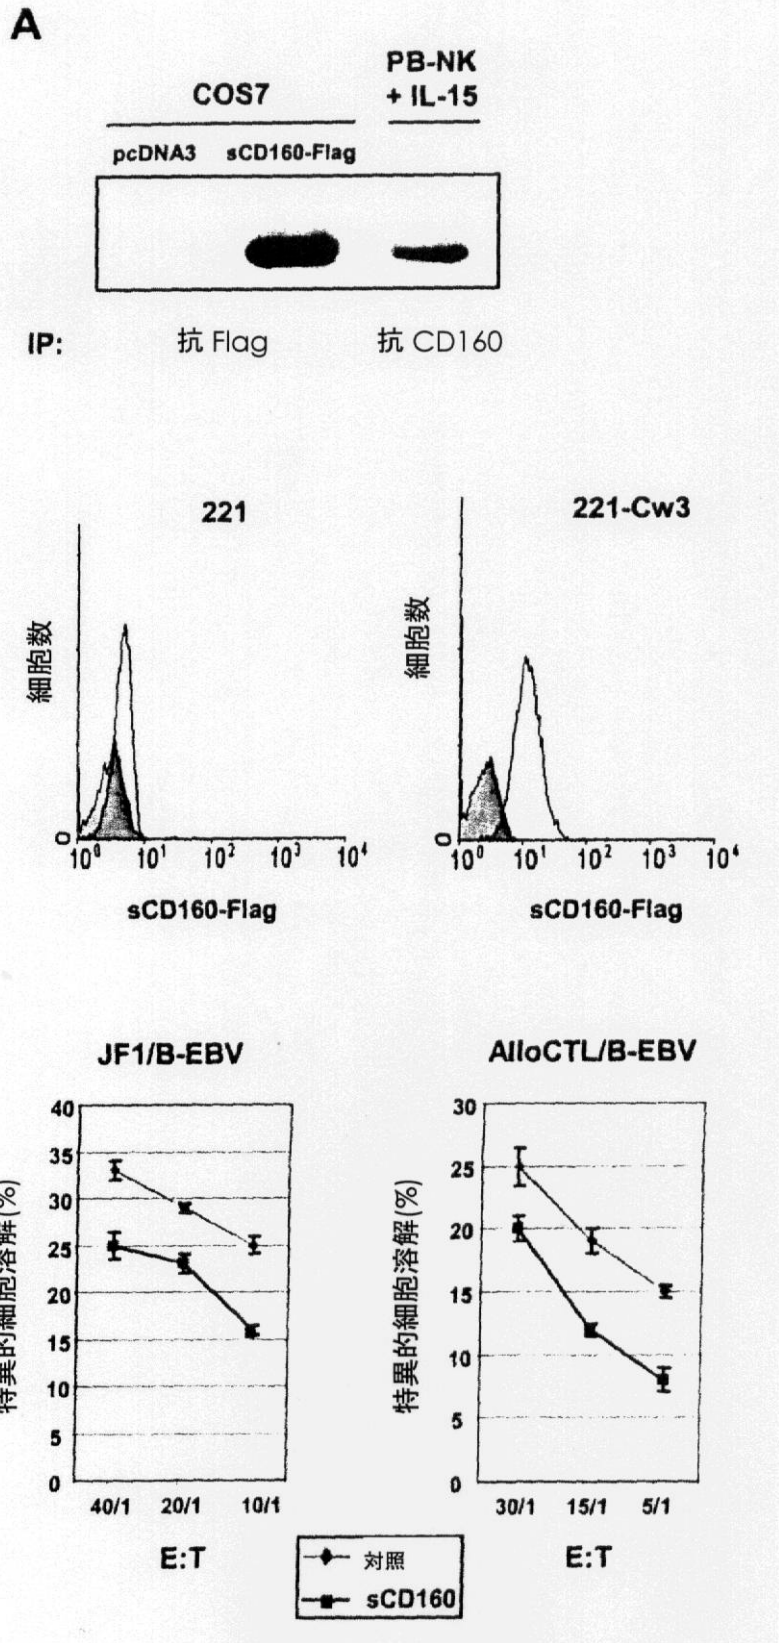 A
PB-NK
COS7 + IL-15
pcDNA3 sCD160-Flag
IP: 抗 Flag 抗 CD160
221 221-Cw3
細胞数 細胞数
0 0
10⁰ 10¹ 10² 10³ 10⁴ 10⁰ 10¹ 10² 10³ 10⁴
sCD160-Flag sCD160-Flag
JF1/B-EBV AlloCTL/B-EBV
特異的細胞溶解(%) 特異的細胞溶解(%)
40 30
35 25
30 20
25 15
20 10
15 5
10 0
5
0
40/1 20/1 10/1 30/1 15/1 5/1
E:T E:T
対照
sCD160